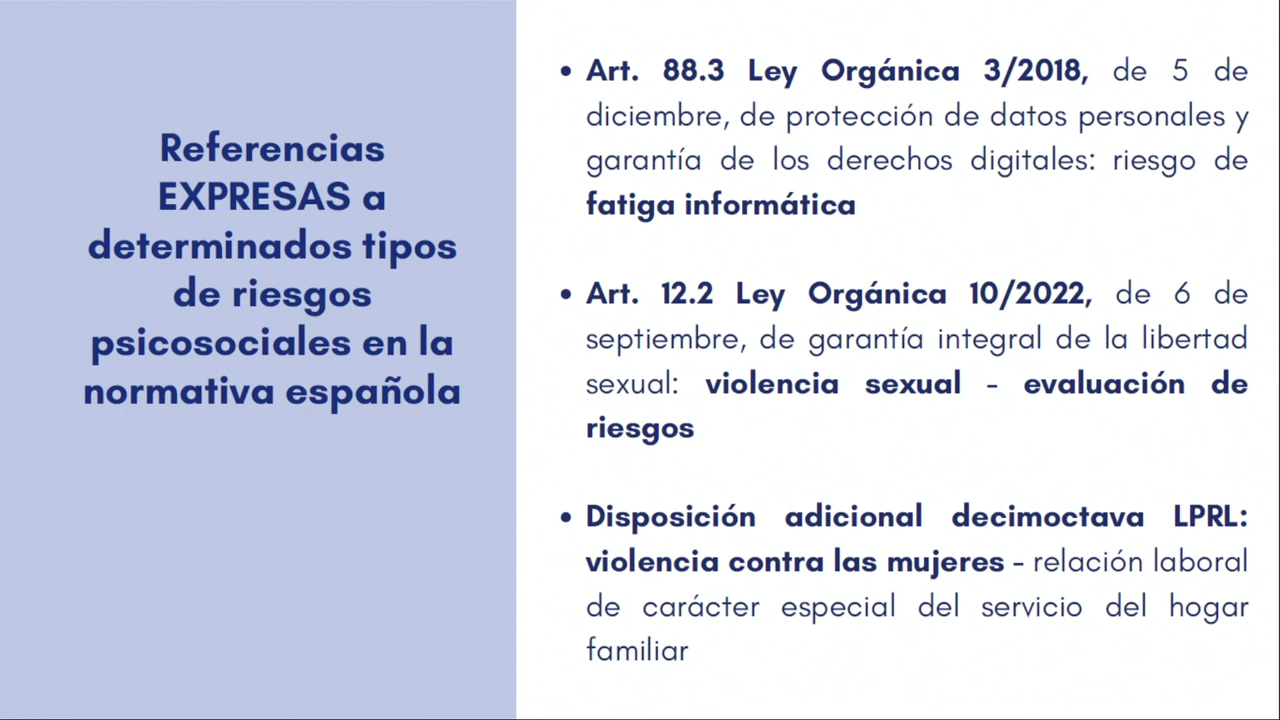 Referencias
EXPRESAS a
determinados tipos
de riesgos
psicosociales en la
normativa española
• Art. 88.3 Ley Orgánica 3/2018, de 5 de
diciembre, de protección de datos personales y
garantía de los derechos digitales: riesgo de
fatiga informática
• Art. 12.2 Ley Orgánica 10/2022, de 6 de
septiembre, de garantía integral de la libertad
sexual: violencia sexual - evaluación de
riesgos
• Disposición adicional decimoctava LPRL:
violencia contra las mujeres - relación laboral
de carácter especial del servicio del hogar
familiar